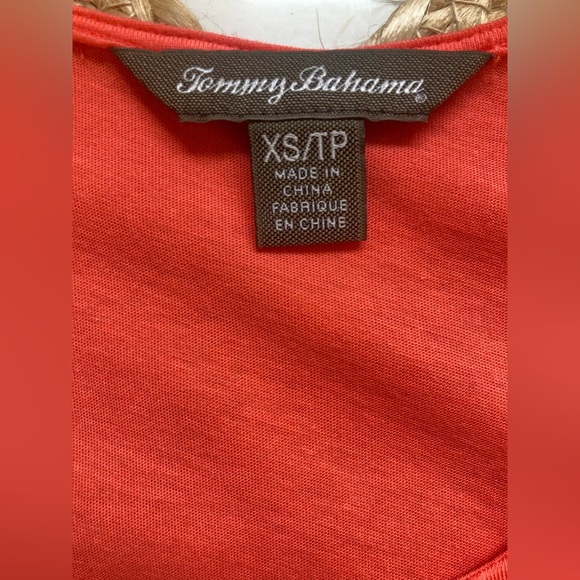 Tommy Bahama®
XS/TP
MADE IN
CHINA
FABRIQUE
EN CHINE